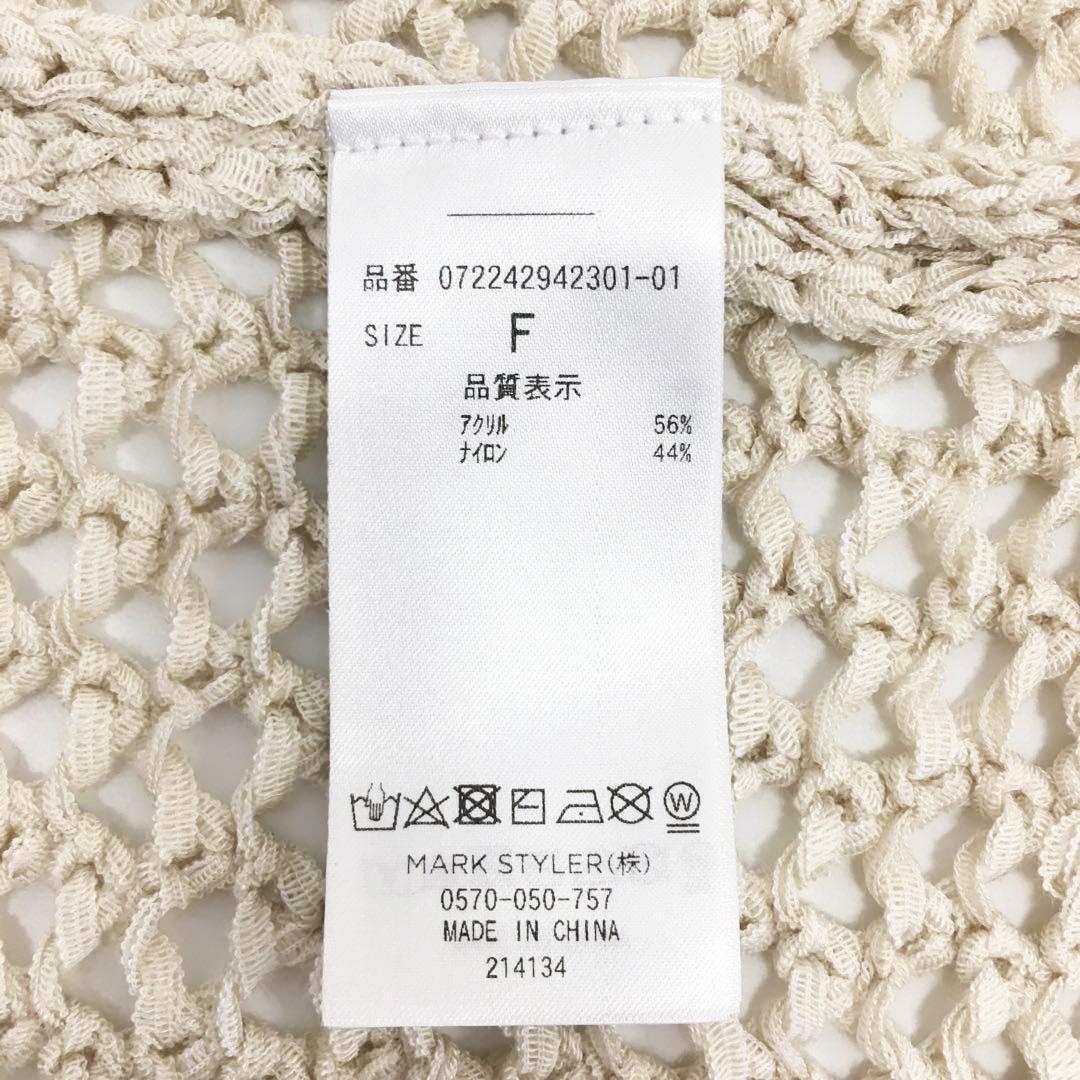 品番 072242942301-01
SIZE F
品質表示
アクリル 56%
ナイロン 44%
W
MARK STYLER(株)
0570-050-757
MADE IN CHINA
214134